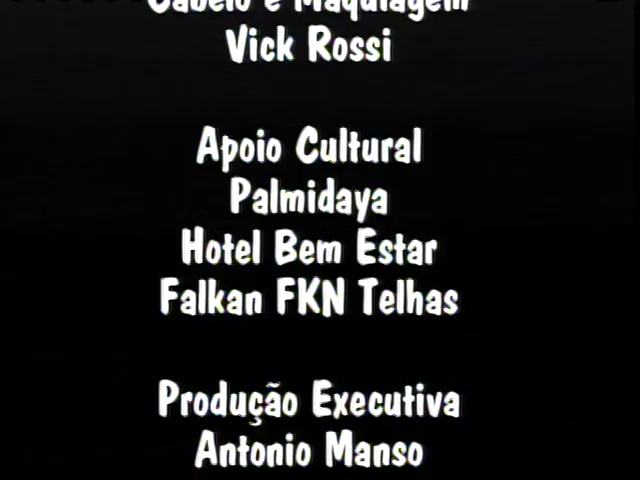 Cabelo e Maquiagem
Vick Rossi
Apoio Cultural
Palmidaya
Hotel Bem Estar
Falkan FKN Telhas
Produção Executiva
Antonio Manso